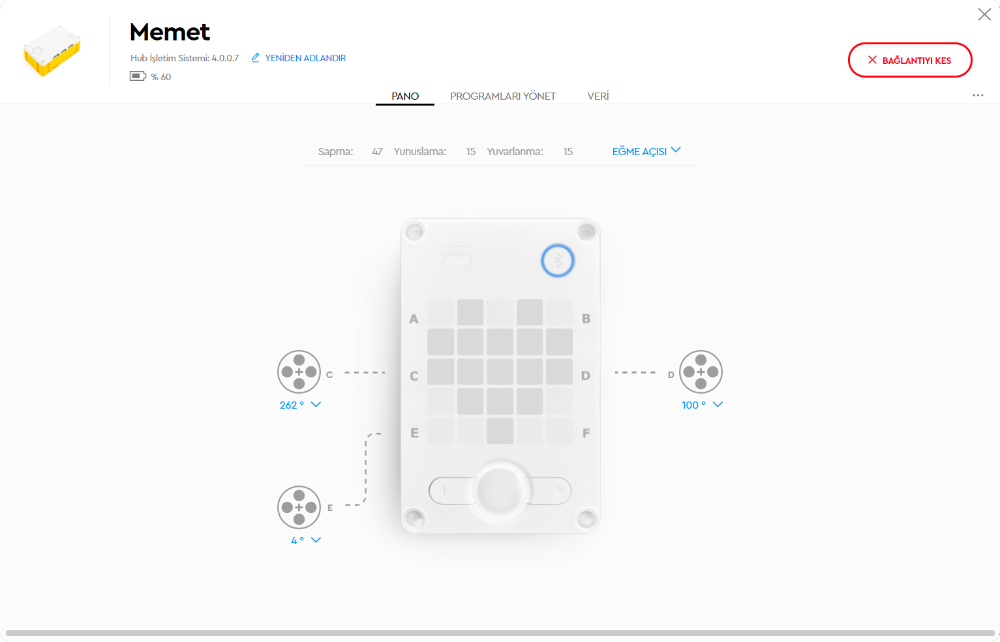 Memet
Hub İşletim Sistemi: 4.0.0.7 YENİDEN ADLANDIR
% 60
BAĞLANTIYI KES
PANO PROGRAMLARI YÖNET VERİ
Sapma: 47 Yunuslama: 15 Yuvarlanma: 15 EĞME AÇISI
LEGO
A B
C C D D
262 ° 100 °
E F
E
4 °